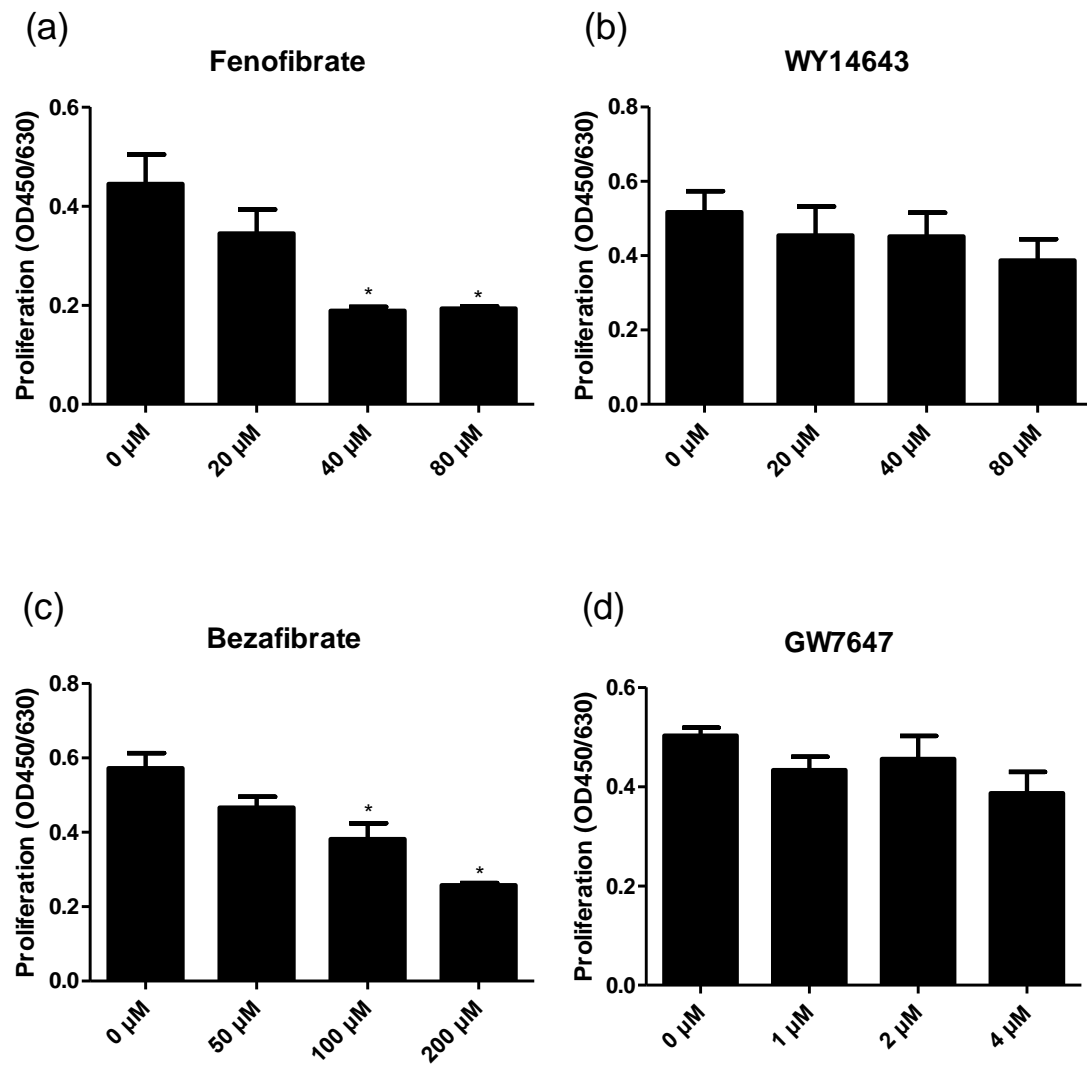 (a)
Fenofibrate
Proliferation (OD450/630)
0.6
0.4
0.2
0.0
*
*
0 µM
20 µM
40 µM
80 µM
(b)
WY14643
Proliferation (OD450/630)
0.8
0.6
0.4
0.2
0.0
0 µM
20 µM
40 µM
80 µM
(c)
Bezafibrate
Proliferation (OD450/630)
0.8
0.6
0.4
0.2
0.0
*
*
0 µM
50 µM
100 µM
200 µM
(d)
GW7647
Proliferation (OD450/630)
0.6
0.4
0.2
0.0
0 µM
1 µM
2 µM
4 µM